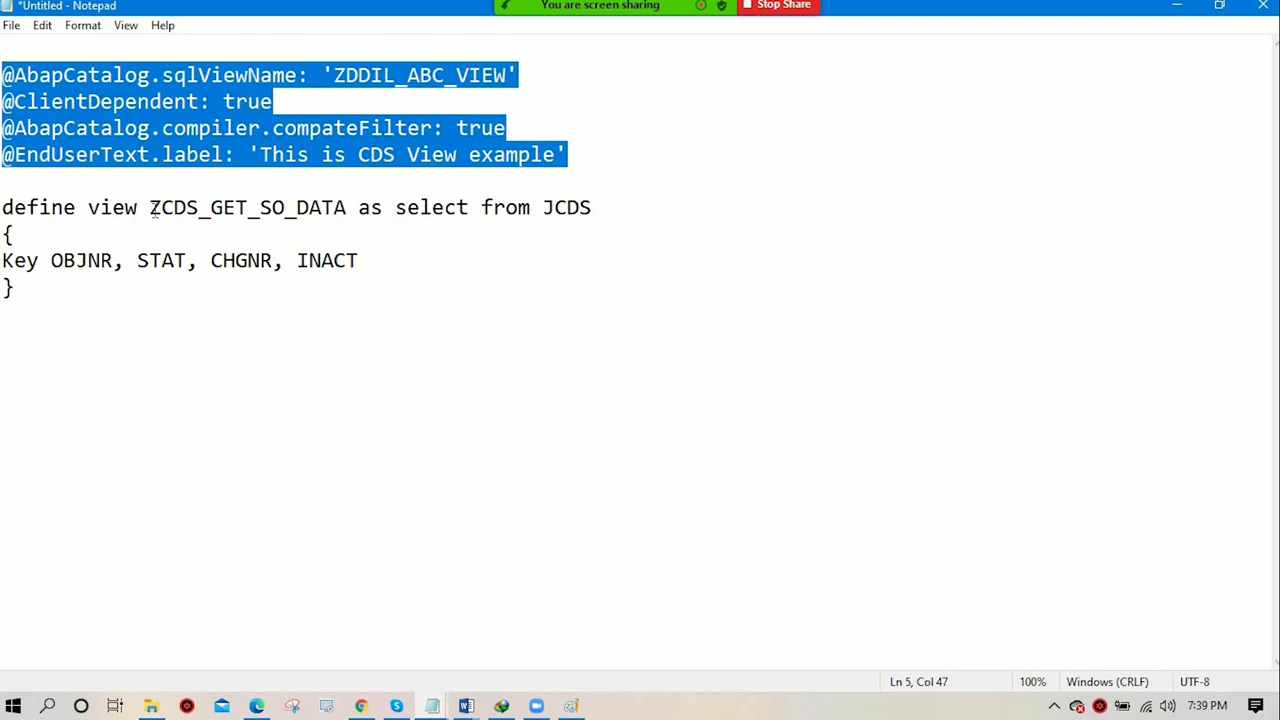 *Untitled - Notepad
You are screen sharing
Stop Share
File Edit Format View Help
@AbapCatalog.sqlViewName: 'ZDDIL_ABC_VIEW'
@ClientDependent: true
@AbapCatalog.compiler.compateFilter: true
@EndUserText.label: 'This is CDS View example'
define view ZCDS_GET_SO_DATA as select from JCDS
{
Key OBJNR, STAT, CHGNR, INACT
}
Ln 5, Col 47 100% Windows (CRLF) UTF-8
7:39 PM